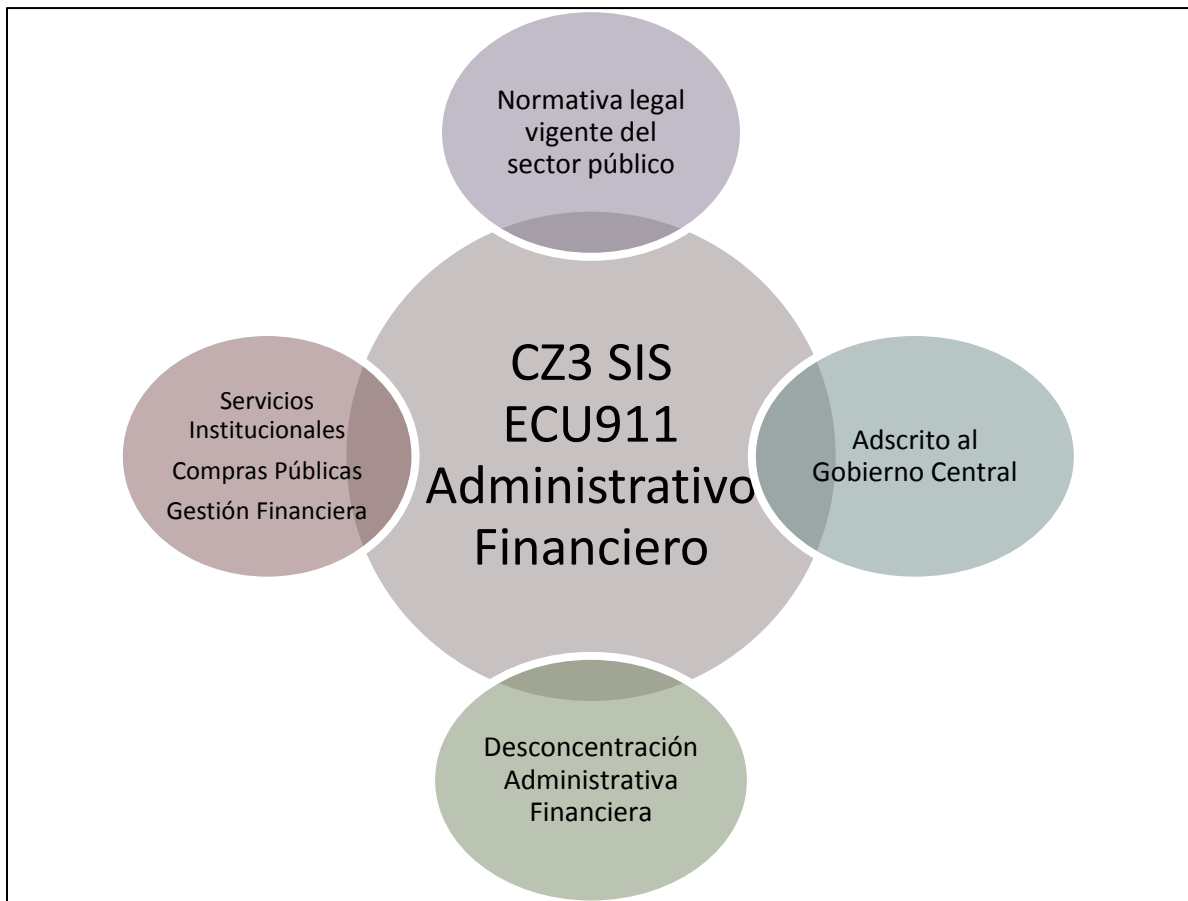 Normativa legal
vigente del
sector público
CZ3 SIS
ECU911
Administrativo
Financiero
Servicios
Institucionales
Compras Públicas
Gestión Financiera
Adscrito al
Gobierno Central
Desconcentración
Administrativa
Financiera